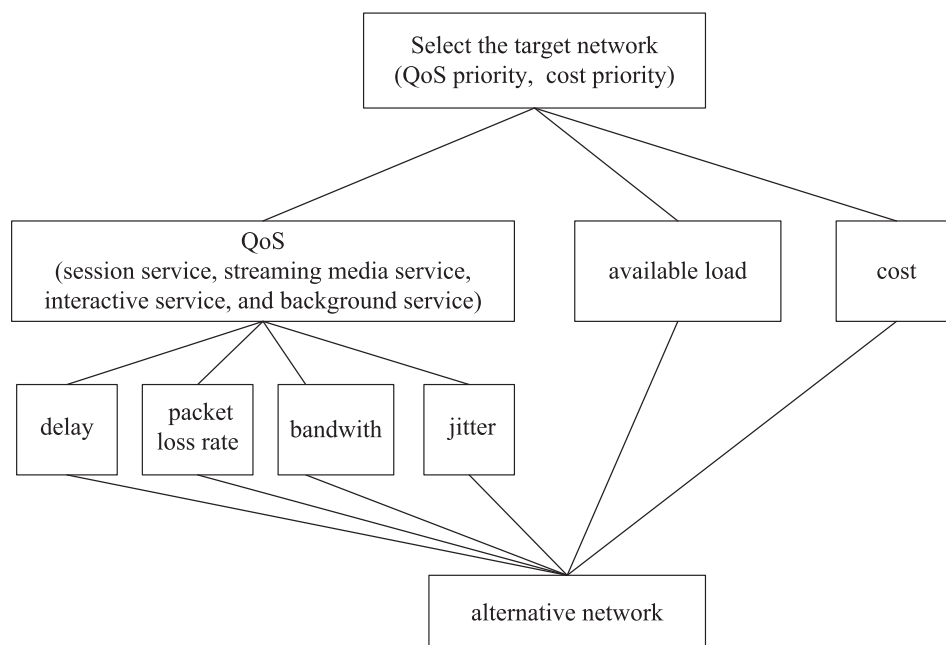 Select the target network
(QoS priority, cost priority)
QoS
(session service, streaming media service,
interactive service, and background service)
available load
cost
delay
packet
loss rate
bandwith
jitter
alternative network